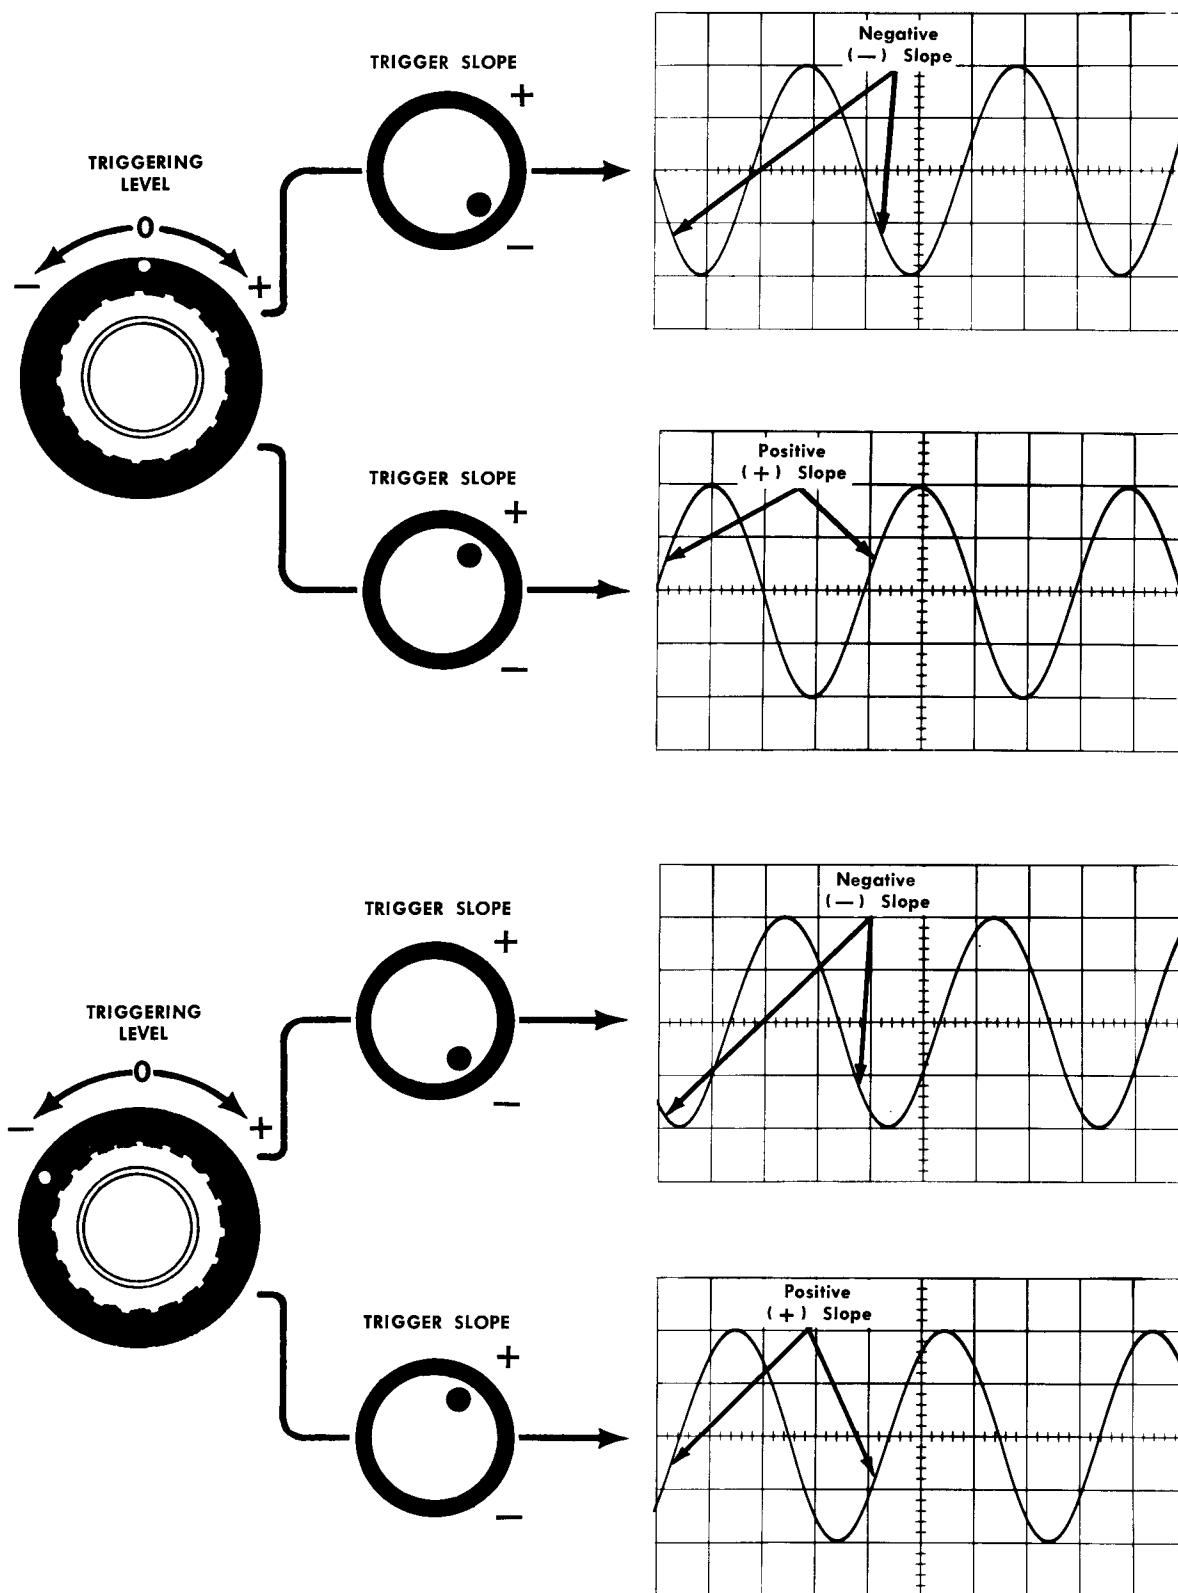 TRIGGER SLOPE
+
−
TRIGGERING
LEVEL
0
−
+
Negative
(—) Slope
TRIGGER SLOPE
+
−
Positive
(+) Slope
TRIGGER SLOPE
+
−
TRIGGERING
LEVEL
0
−
+
Negative
(—) Slope
TRIGGER SLOPE
+
−
Positive
(+) Slope